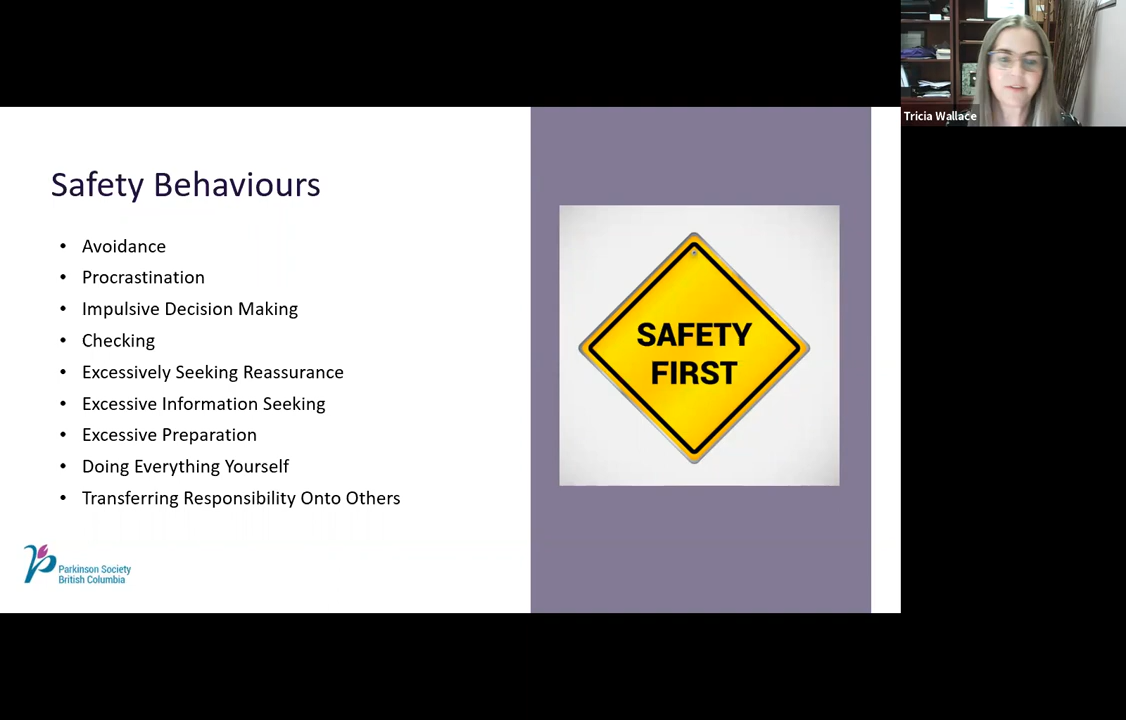 Tricia Wallace
Safety Behaviours
• Avoidance
• Procrastination
• Impulsive Decision Making
• Checking
• Excessively Seeking Reassurance
• Excessive Information Seeking
• Excessive Preparation
• Doing Everything Yourself
• Transferring Responsibility Onto Others
SAFETY
FIRST
Parkinson Society
British Columbia